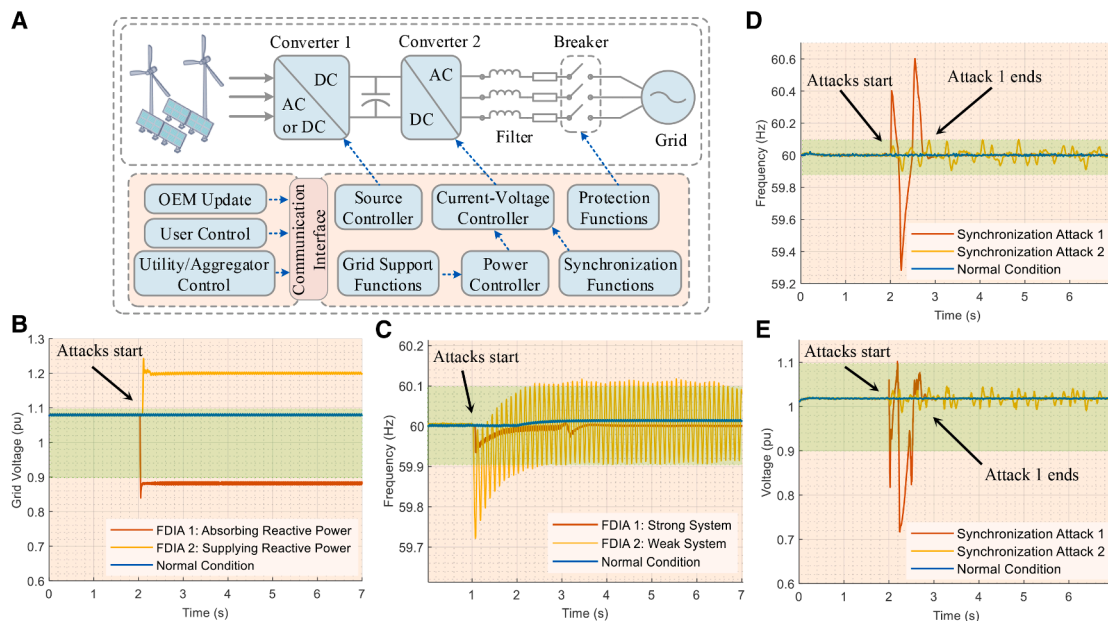 A
Converter 1
Converter 2
Breaker
DC
AC
AC
or DC
DC
Filter
Grid
OEM Update
User Control
Utility/Aggregator
Control
Communication
Interface
Source
Controller
Current-Voltage
Controller
Protection
Functions
Grid Support
Functions
Power
Controller
Synchronization
Functions
B
1.3
1.2
1.1
1
0.9
0.8
0.7
0.6
Grid Voltage (pu)
Attacks start
FDIA 1: Absorbing Reactive Power
FDIA 2: Supplying Reactive Power
Normal Condition
0 1 2 3 4 5 6 7
Time (s)
C
60.2
60.1
60
59.9
59.8
59.7
Frequency (Hz)
Attacks start
FDIA 1: Strong System
FDIA 2: Weak System
Normal Condition
1 2 3 4 5 6 7
Time (s)
D
60.6
60.4
60.2
60
59.8
59.6
59.4
59.2
Frequency (Hz)
Attacks start
Attack 1 ends
Synchronization Attack 1
Synchronization Attack 2
Normal Condition
0 1 2 3 4 5 6
Time (s)
E
1.1
1
0.9
0.8
0.7
0.6
Voltage (pu)
Attacks start
Attack 1 ends
Synchronization Attack 1
Synchronization Attack 2
Normal Condition
0 1 2 3 4 5 6
Time (s)